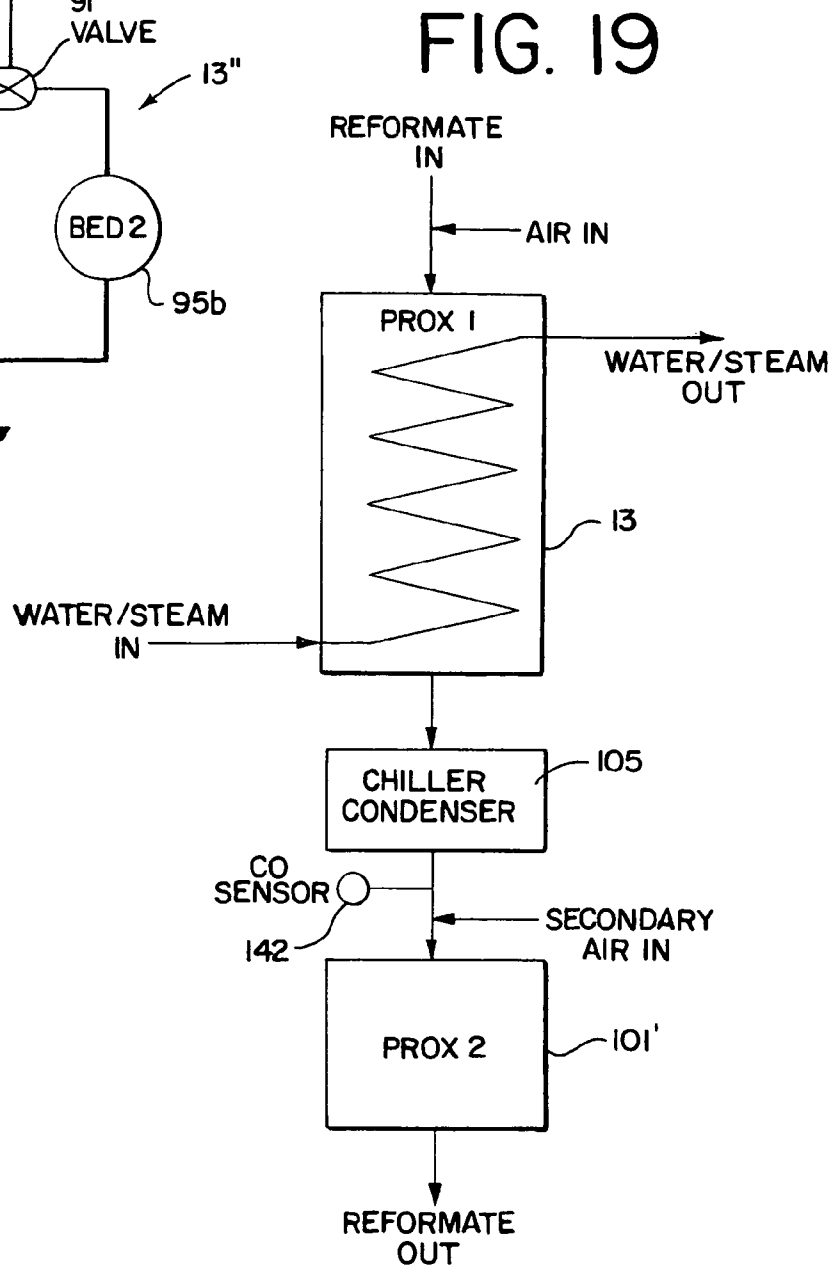 91
VALVE
13"
BED 2
95b
FIG. 19
REFORMATE
IN
AIR IN
PROX 1
WATER/STEAM
OUT
13
WATER/STEAM
IN
CHILLER
CONDENSER
105
CO
SENSOR
142
SECONDARY
AIR IN
PROX 2
101'
REFORMATE
OUT